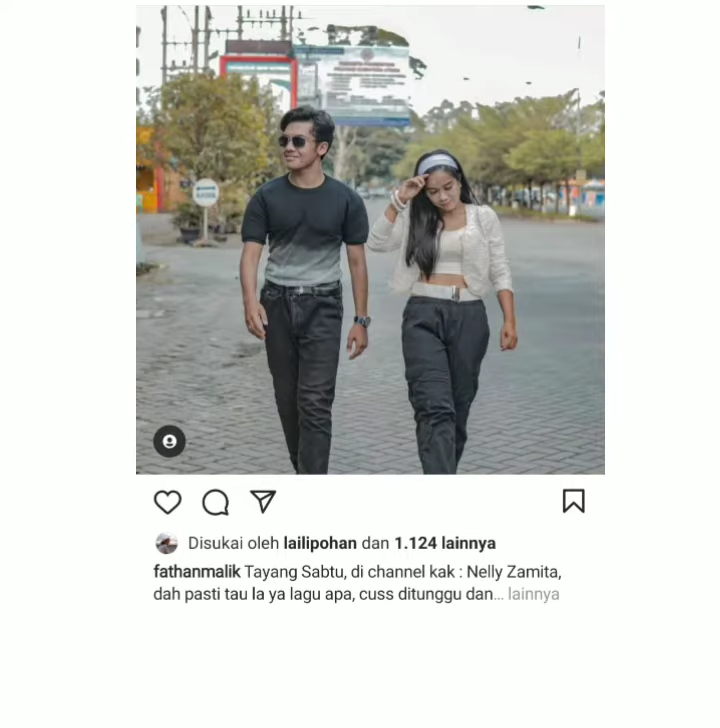 Disukai oleh lailipohan dan 1.124 lainnya
fathanmalik Tayang Sabtu, di channel kak : Nelly Zamita,
dah pasti tau la ya lagu apa, cuss ditunggu dan... lainnya